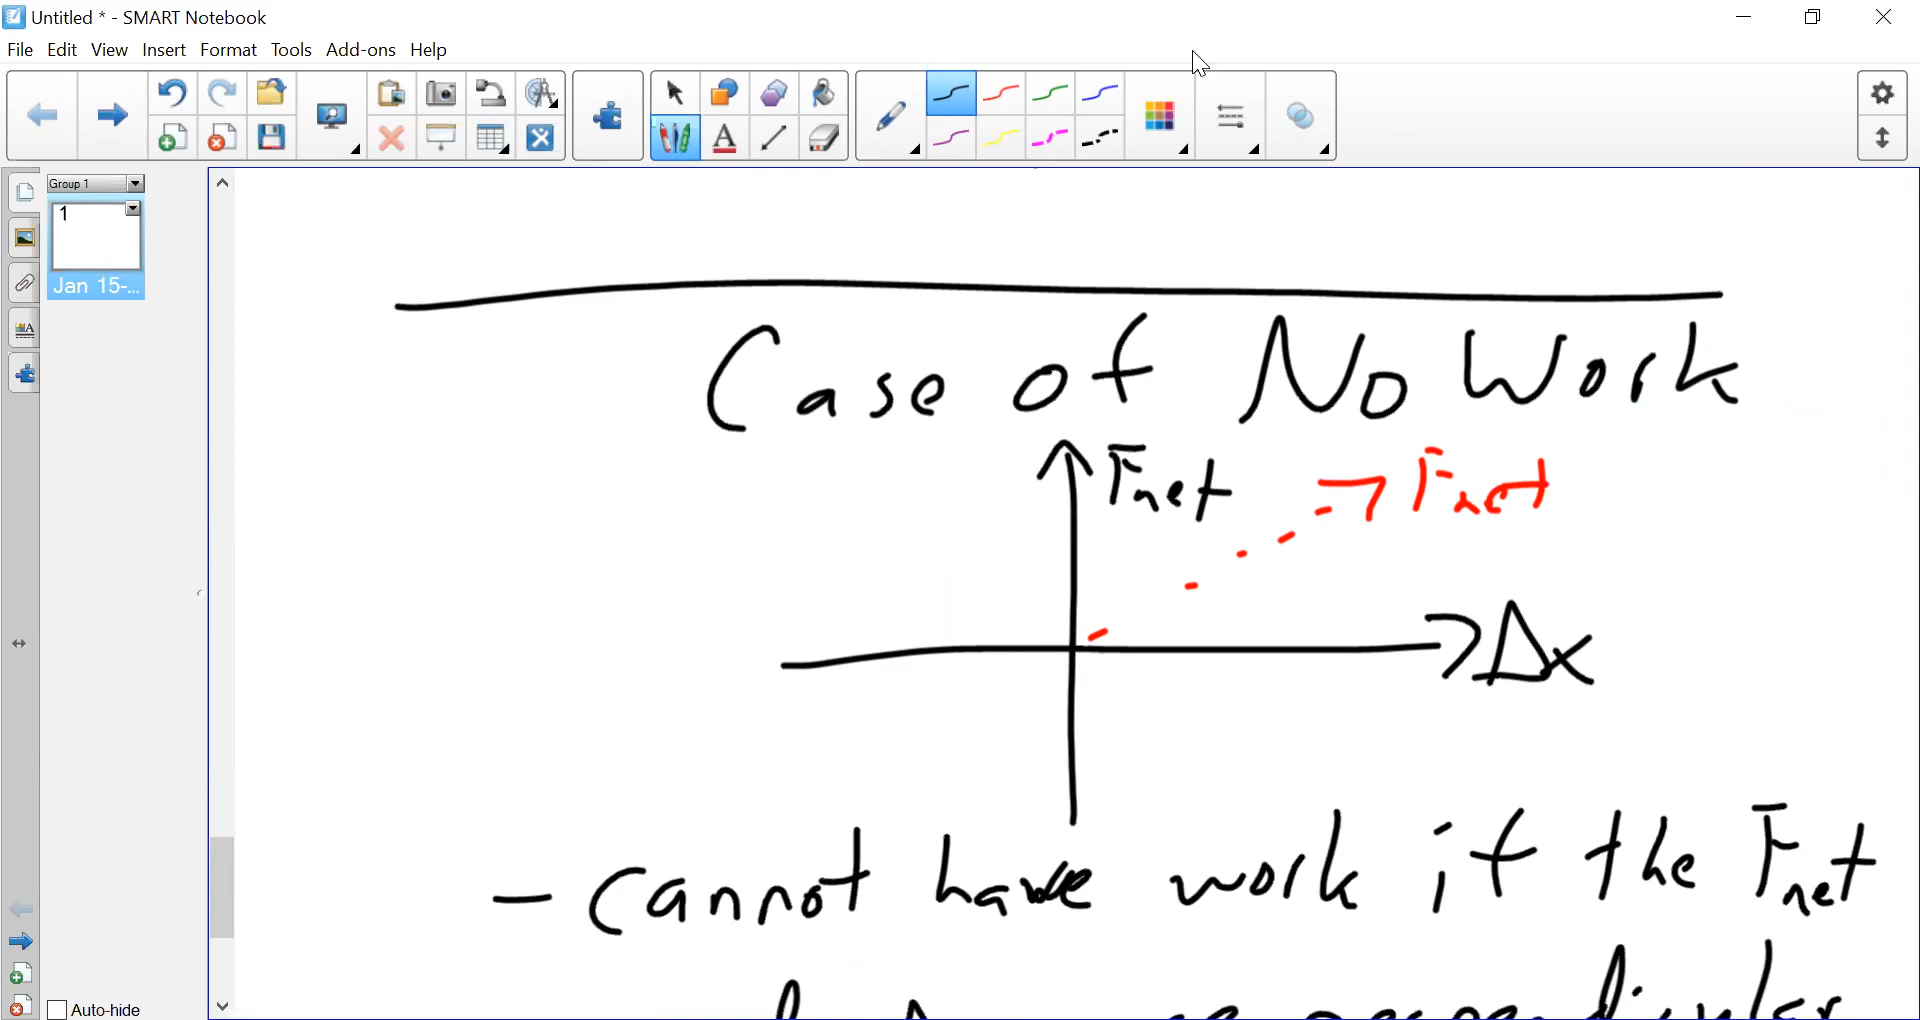 Untitled * - SMART Notebook
File Edit View Insert Format Tools Add-ons Help
Group 1
1
Jan 15-...
Case of No Work
Fnet
Fnet
Δx
- cannot have work if the Fnet
perpendicular
Auto-hide